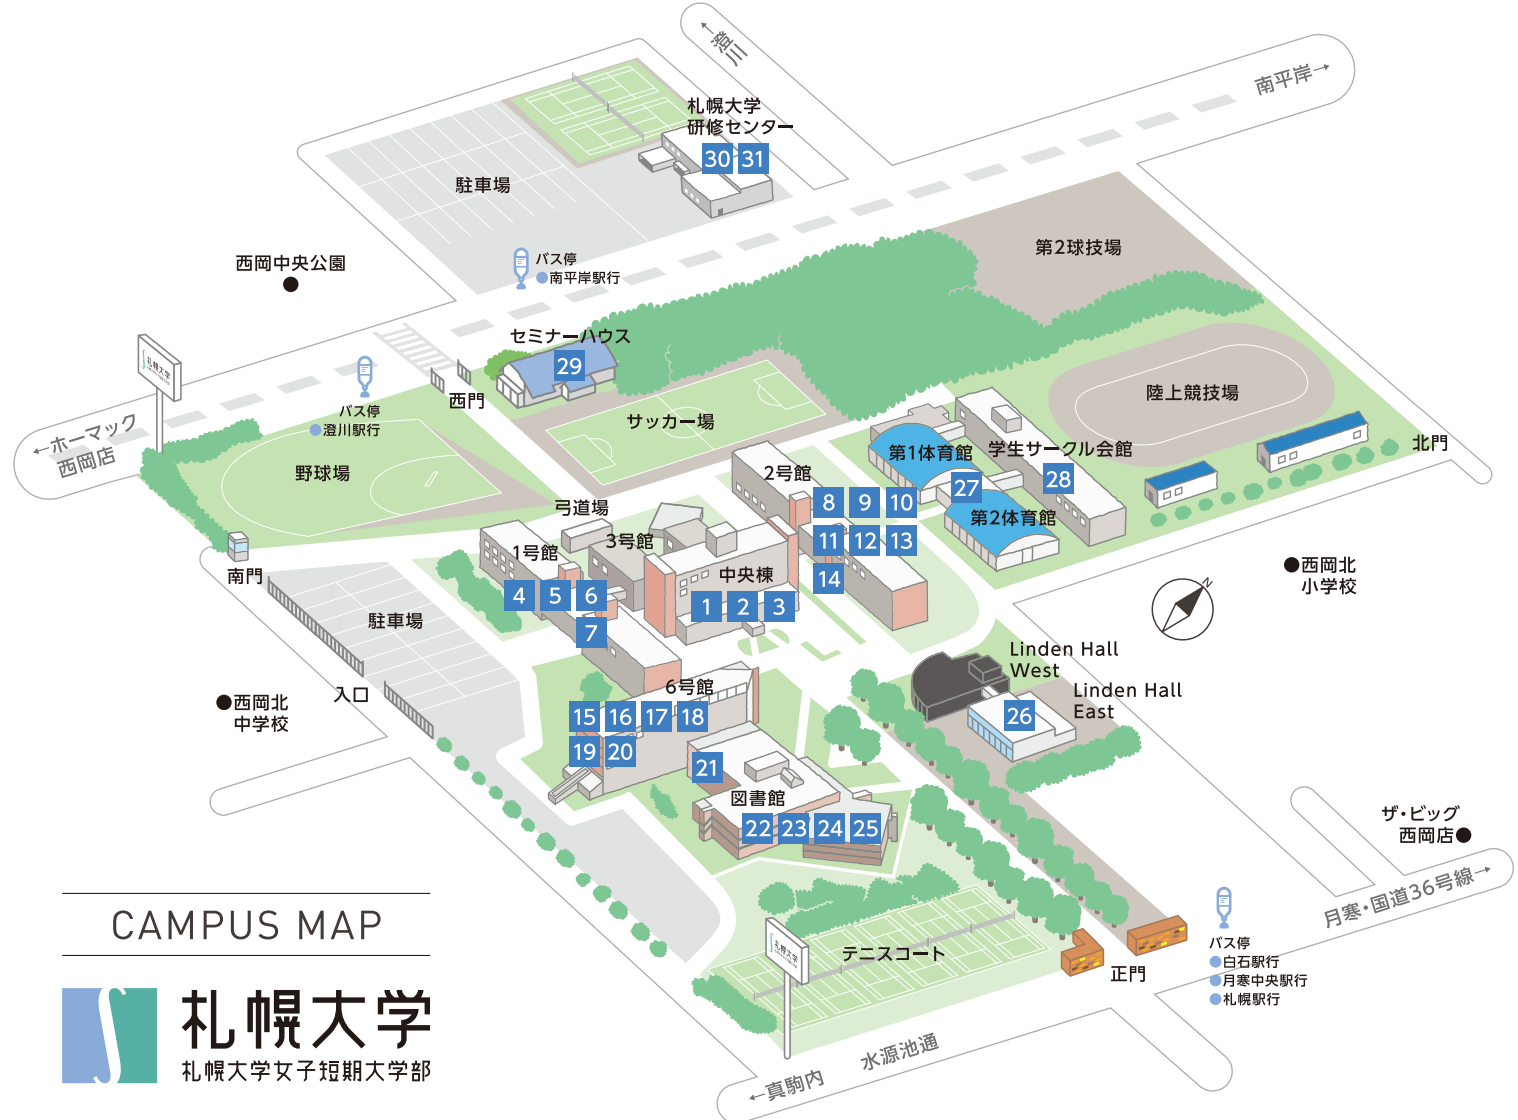 ←澄川
南平岸→
札幌大学
研修センター
30 31
駐車場
第2球技場
西岡中央公園
バス停
南平岸駅行
セミナーハウス
29
札幌大学
西門
バス停
澄川駅行
サッカー場
陸上競技場
←ホーマック
西岡店
野球場
2号館
第1体育館
学生サークル会館
北門
27
28
8 9 10
第2体育館
弓道場
3号館
11 12 13
1号館
中央棟
14
南門
4 5 6
1 2 3
7
西岡北
小学校
N
駐車場
Linden Hall
West
Linden Hall
East
26
入口
西岡北
中学校
6号館
15 16 17 18
19 20
21
図書館
22 23 24 25
ザ・ビッグ
西岡店
月寒・国道36号線→
CAMPUS MAP
札幌大学
テニスコート
正門
バス停
白石駅行
月寒中央駅行
札幌駅行
札幌大学
札幌大学女子短期大学部
水源池通
←真駒内